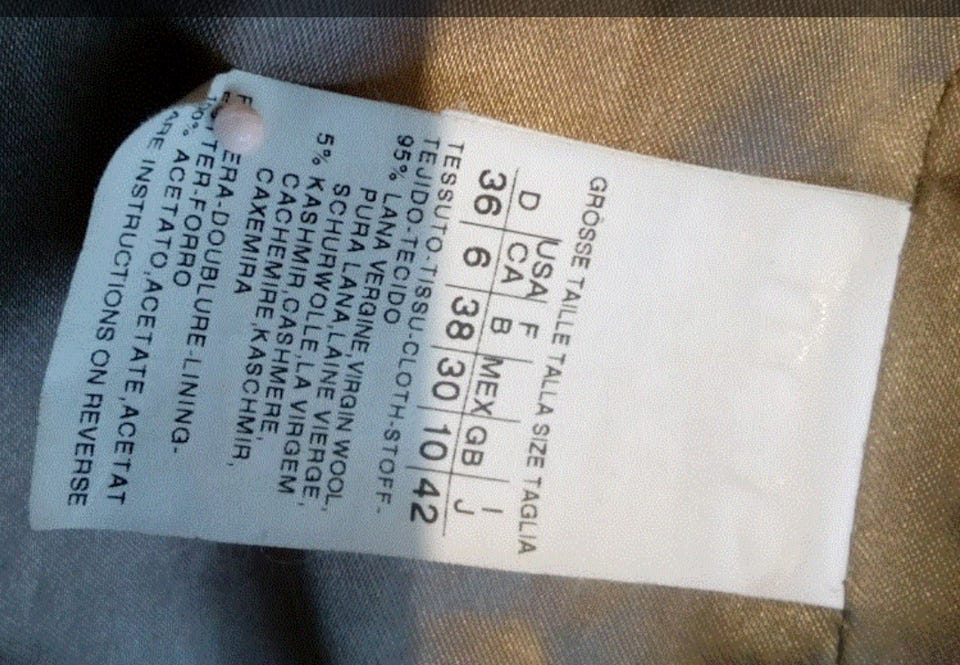 GRÖSSE TAILLE TALLA SIZE TAGLIA
D USA F MEX GB I
CA B J
36 6 38 30 10 42
TESSUTO-TISSU-CLOTH-STOFF-
TEJIDO-TECIDO
95% LANA VERGINE,VIRGIN WOOL,
PURA LANA,LAINE VIERGE,
SCHURWOLLE,LA VIRGEM
5% KASHMIR,CASHMERE,
CACHEMIRE,KASCHMIR,
CAXEMIRA
ERA-DOUBLURE-LINING-
TER-FORRO
ACETATO,ACETATE,ACETAT
INSTRUCTIONS ON REVERSE